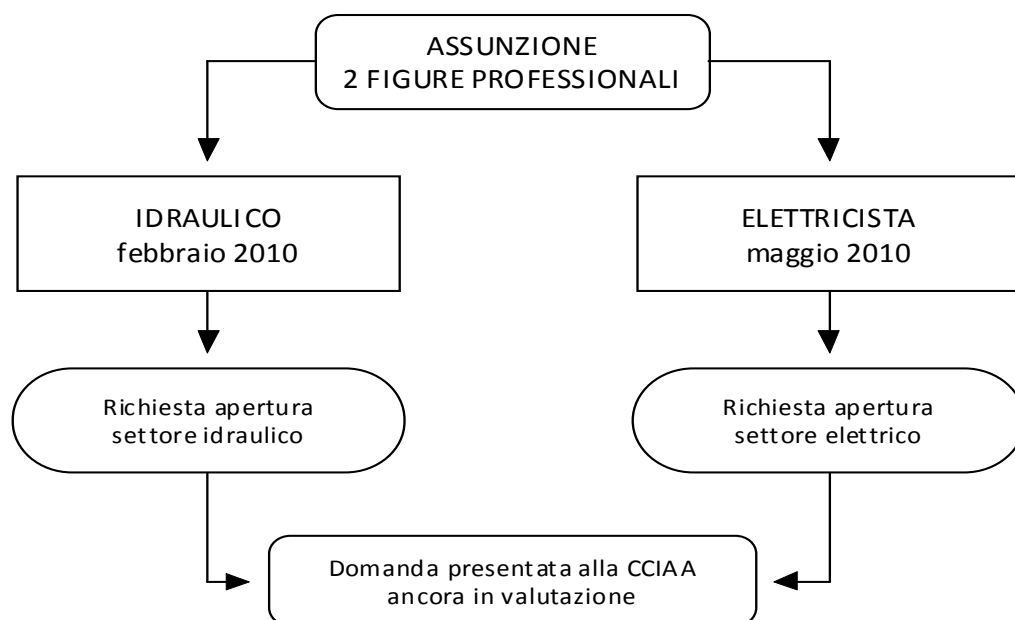 ASSUNZIONE
2 FIGURE PROFESSIONALI
IDRAULICO
febbraio 2010
ELETTRICISTA
maggio 2010
Richiesta apertura
settore idraulico
Richiesta apertura
settore elettrico
Domanda presentata alla CCIAA
ancora in valutazione